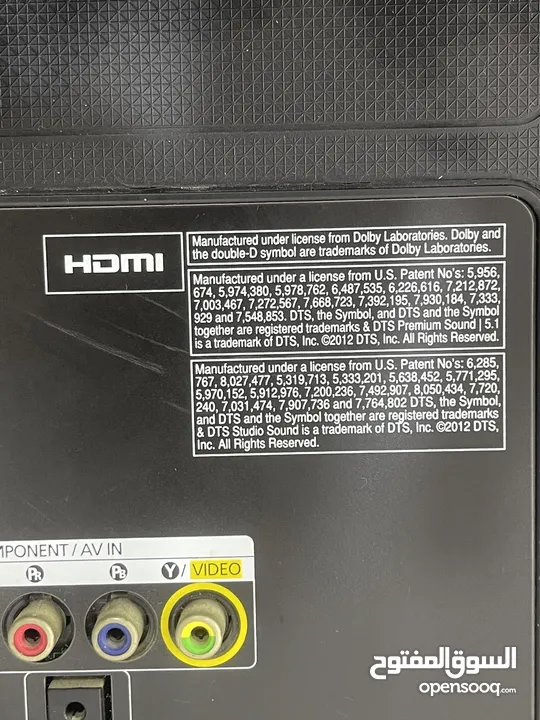 HDMI
Manufactured under license from Dolby Laboratories. Dolby and
the double-D symbol are trademarks of Dolby Laboratories.
Manufactured under a license from U.S. Patent No's: 5,956,
674, 5,974,380, 5,978,762, 6,487,535, 6,226,616, 7,212,872,
7,003,467, 7,272,567, 7,668,723, 7,392,195, 7,930,184, 7,333,
929 and 7,548,853. DTS, the Symbol, and DTS and the Symbol
together are registered trademarks & DTS Premium Sound | 5.1
is a trademark of DTS, Inc. ©2012 DTS, Inc. All Rights Reserved.
Manufactured under a license from U.S. Patent No's: 6,285,
767, 8,027,477, 5,319,713, 5,333,201, 5,638,452, 5,771,295,
5,970,152, 5,912,976, 7,200,236, 7,492,907, 8,050,434, 7,720,
240, 7,031,474, 7,907,736 and 7,764,802 DTS, the Symbol,
and DTS and the Symbol together are registered trademarks
& DTS Studio Sound is a trademark of DTS, Inc. ©2012 DTS,
Inc. All Rights Reserved.
MPONENT / AV IN
PR PB Y / VIDEO
السوق المفتوح
opensooq.com